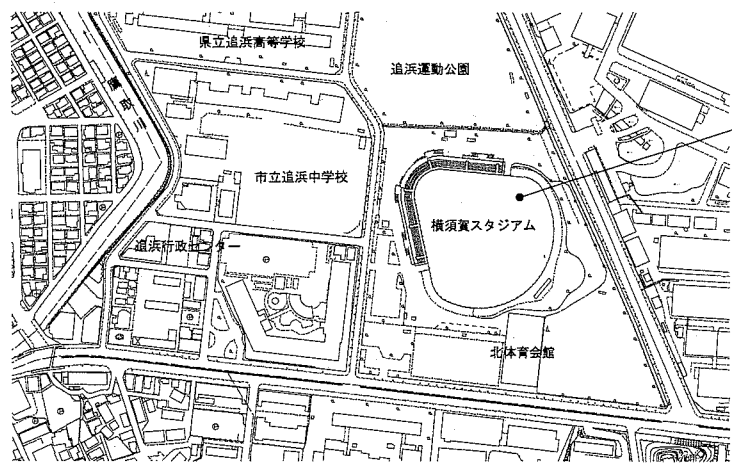 県立追浜高等学校
追浜運動公園
鷹取川
市立追浜中学校
横須賀スタジアム
追浜行政センター
北体育会館